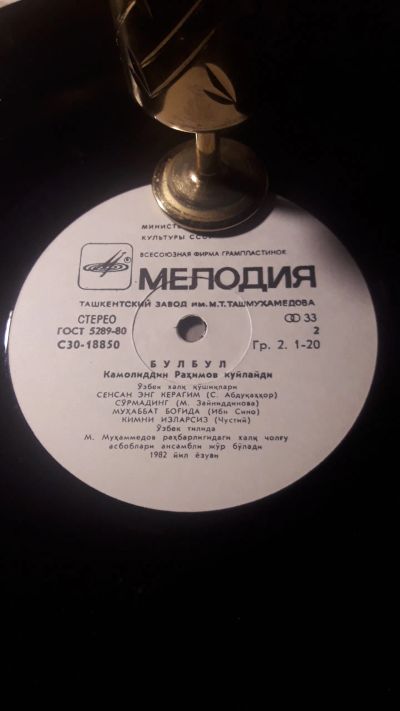 КУЛЬТУРЫ
ВСЕСОЮЗНАЯ ФИРМА ГРАМПЛАСТИНОК
МЕЛОДИЯ
ТАШКЕНТСКИЙ ЗАВОД ИМ. М.Т. ТАШМУХАМЕДОВА
СТЕРЕО
33
ГОСТ 5289-80
2
С30-18850
Гр. 2. 1-20
БУЛБУЛ
Камолиддин Раҳимов куйлайди
Ўзбек халқ қўшиқлари
СЕНСАН ЭНГ КЕРАГИМ (С. Абдуқаҳҳор)
СЎРМАДИНГ (М. Зайниддинова)
МУҲАББАТ БОҒИДА (Ибн Сино)
КИМНИ ИЗЛАРСИЗ (Чустий)
Ўзбек тилида
М. Муҳаммедов раҳбарлигидаги халқ чолғу
асбоблари ансамбли жўр бўлади
1982 йил ёзуви